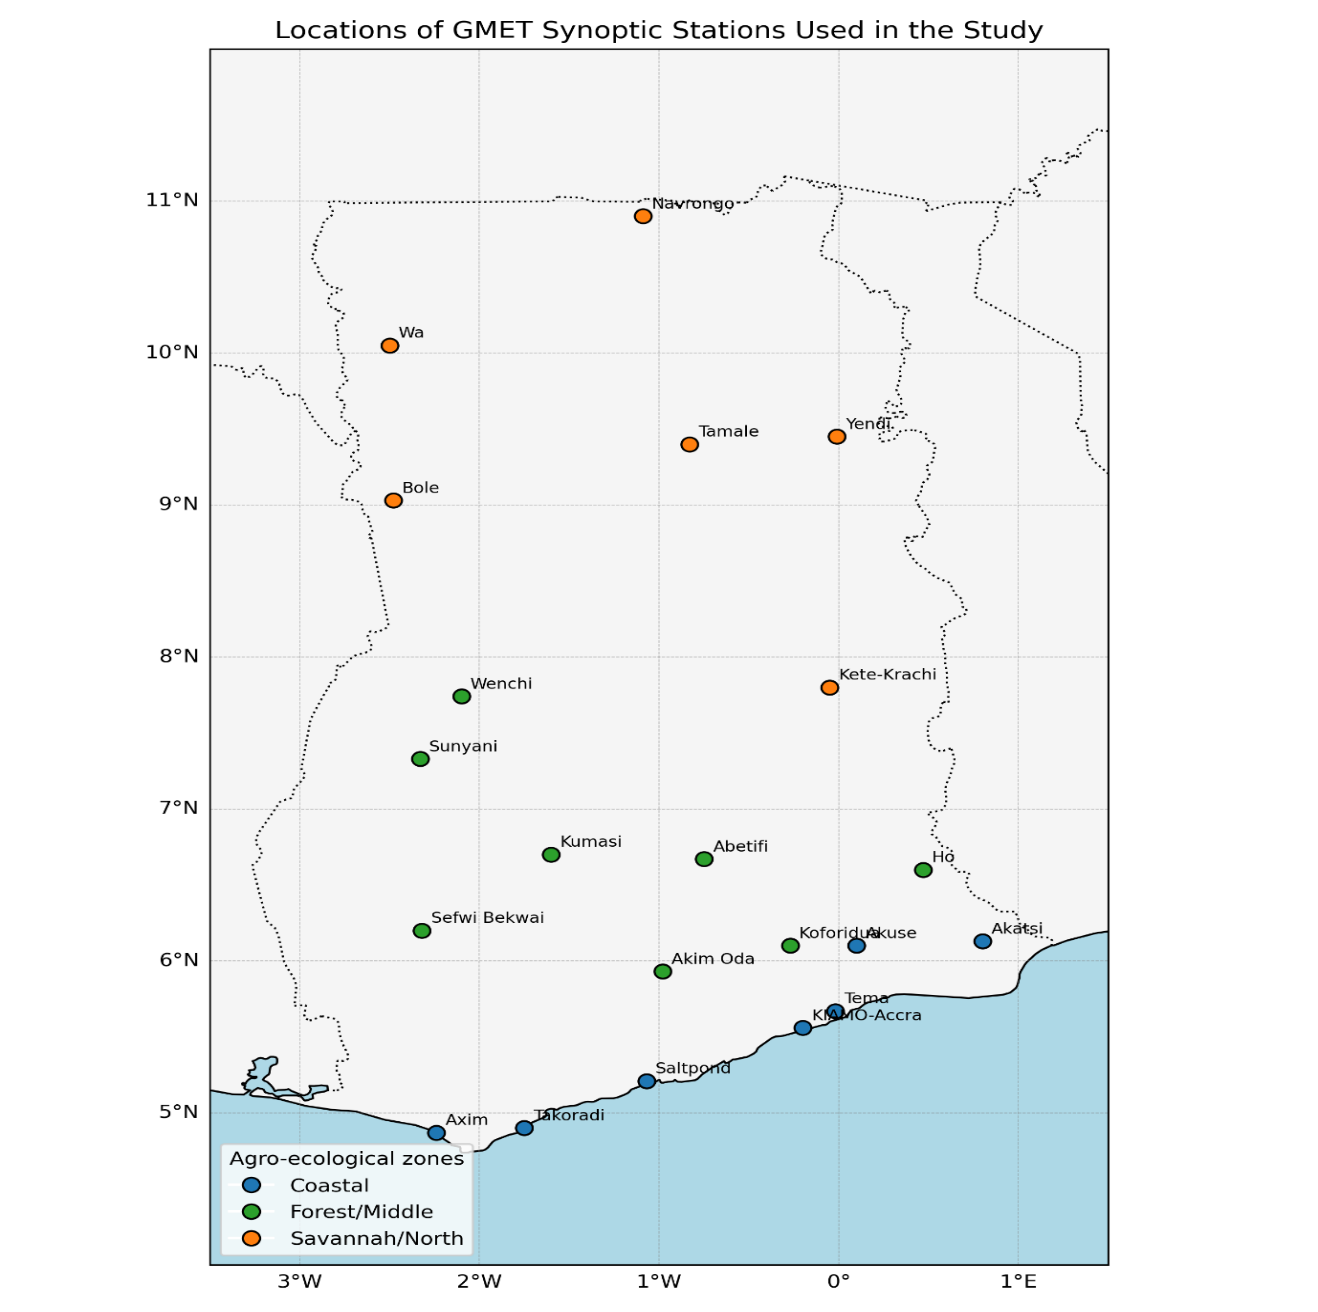 Locations of GMET Synoptic Stations Used in the Study
11°N
Navrongo
Wa
10°N
Tamale
Yendi
Bole
9°N
8°N
Kete-Krachi
Wenchi
Sunyani
7°N
Kumasi
Abetifi
Ho
Sefwi Bekwai
Koforidua
Akuse
Akatsi
6°N
Akim Oda
Tema
KIAMO-Accra
Saltpond
5°N
Axim
Takoradi
Agro-ecological zones
Coastal
Forest/Middle
Savannah/North
3°W 2°W 1°W 0° 1°E